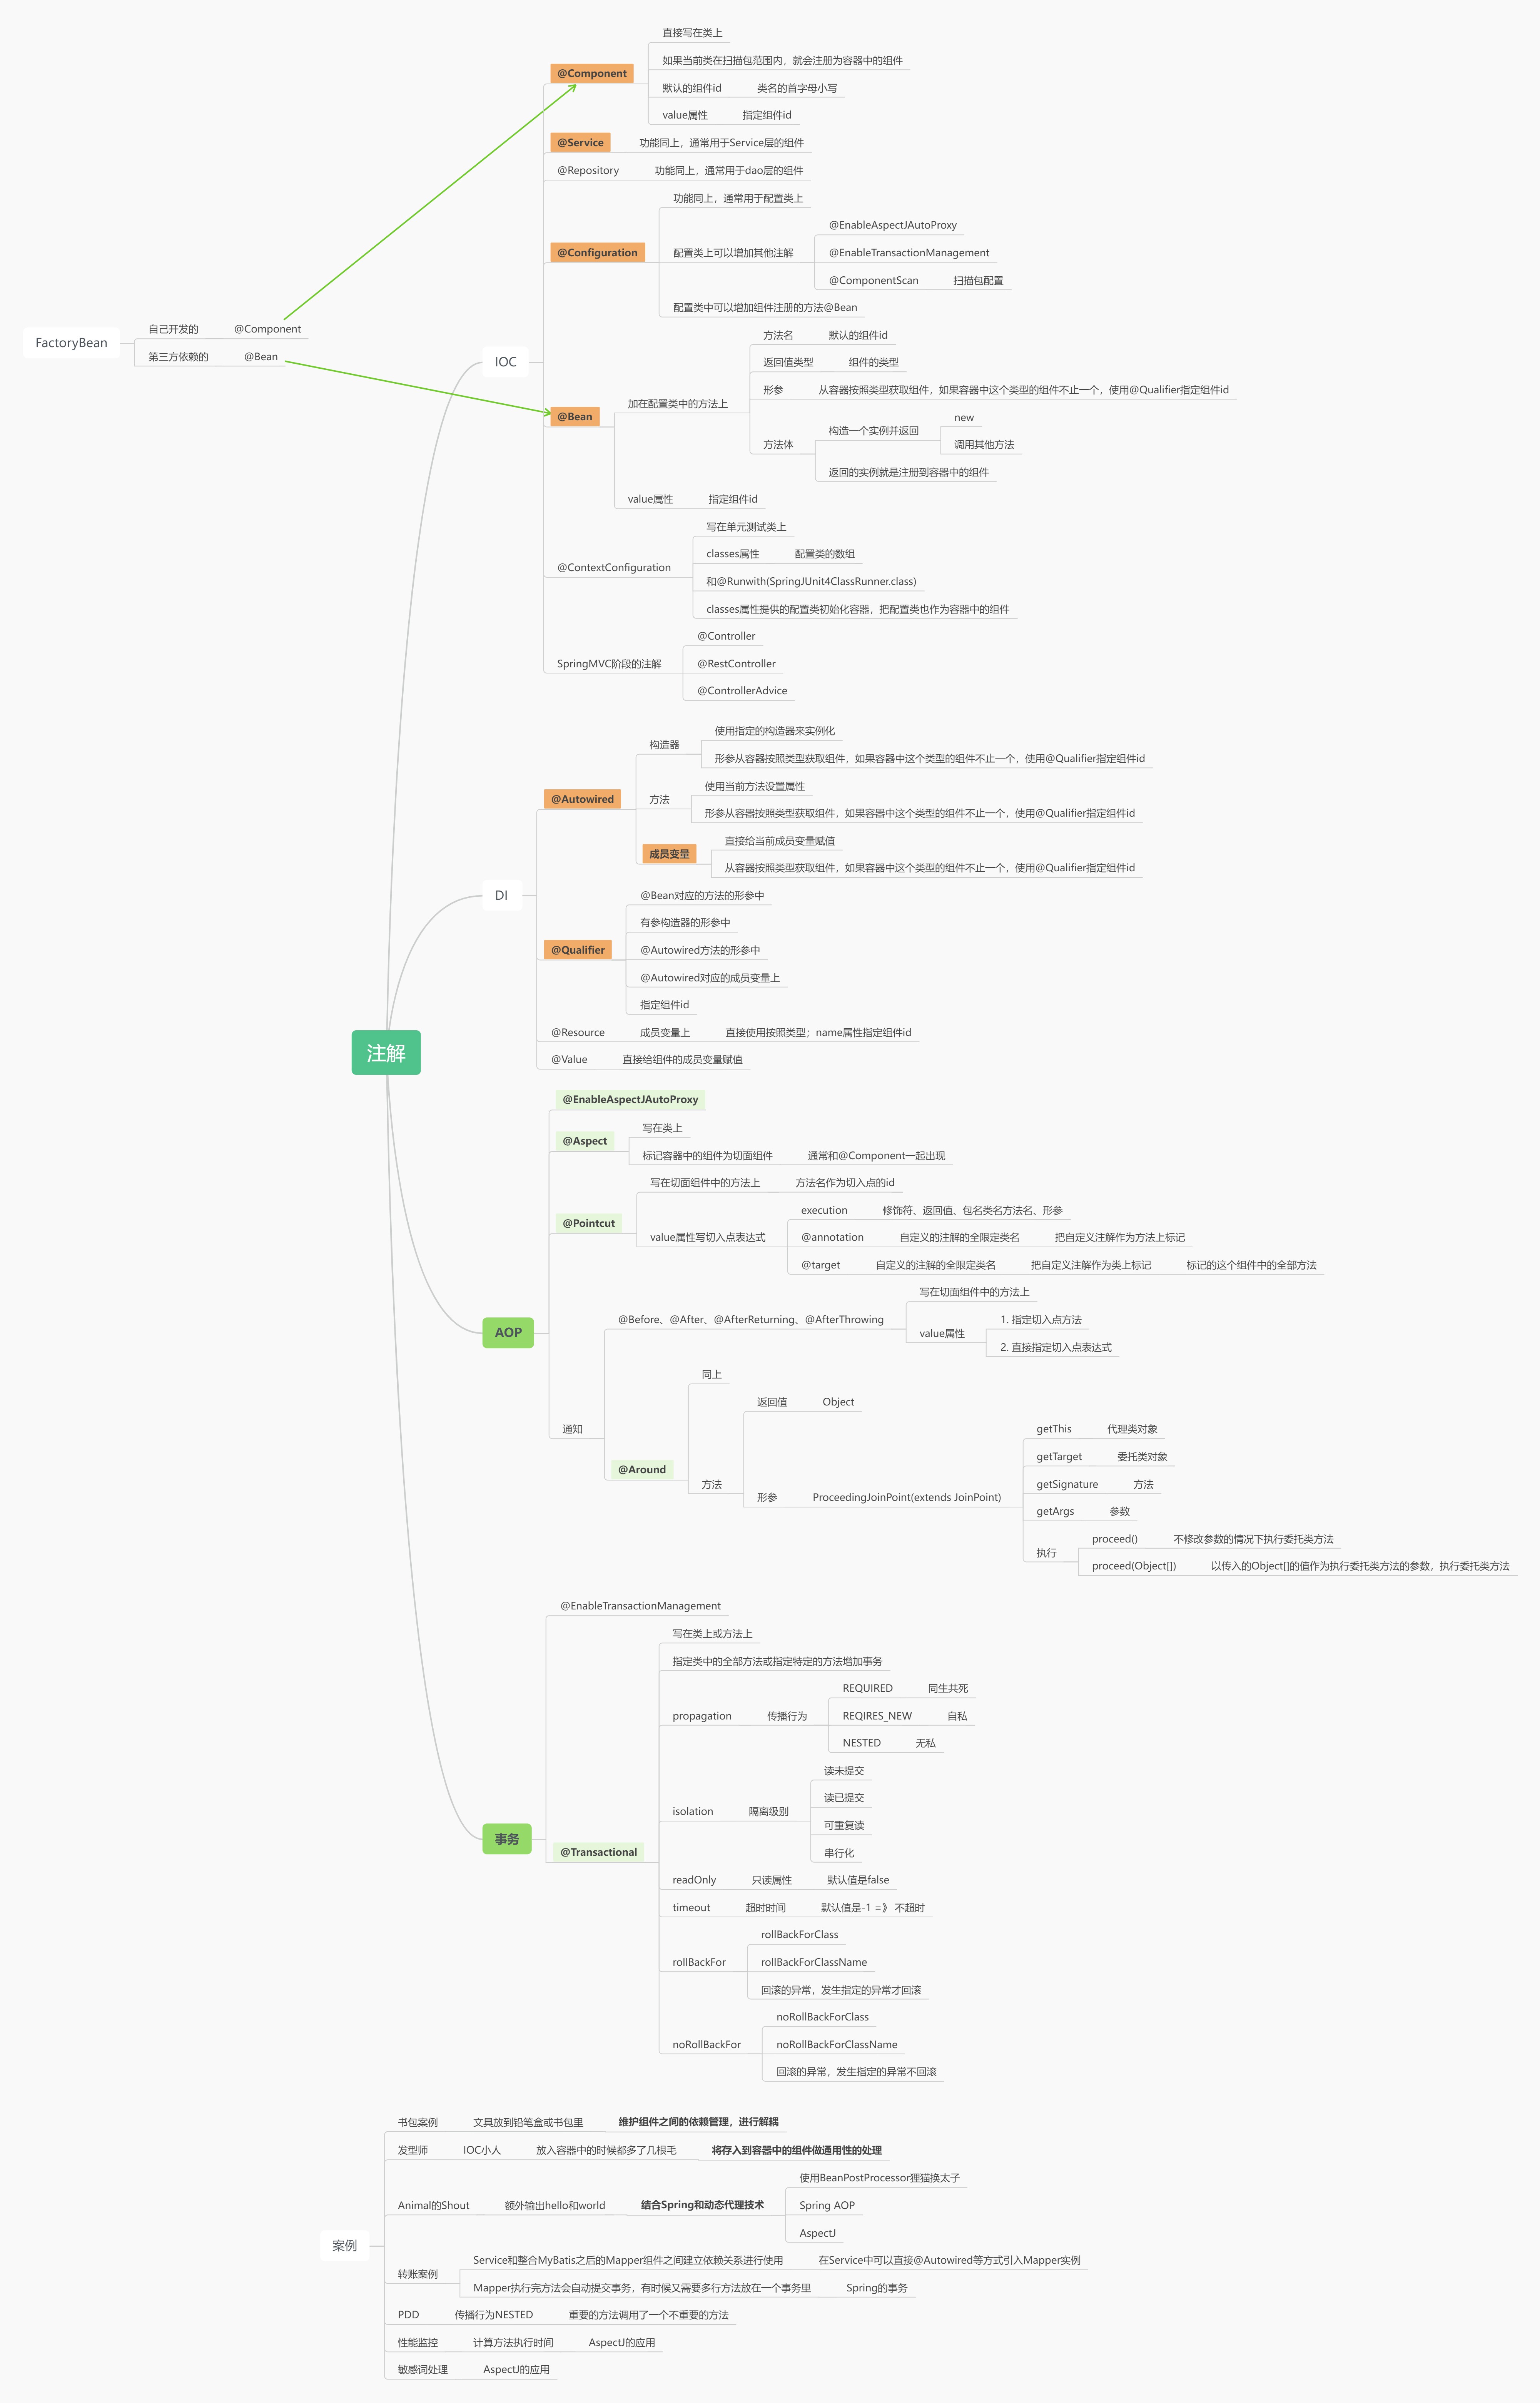 FactoryBean
自己开发的 @Component
第三方依赖的 @Bean
注解
IOC
@Component
直接写在类上
如果当前类在扫描包范围内，就会注册为容器中的组件
默认的组件id 类名的首字母小写
value属性 指定组件id
@Service 功能同上，通常用于Service层的组件
@Repository 功能同上，通常用于dao层的组件
@Configuration
功能同上，通常用于配置类上
配置类上可以增加其他注解
@EnableAspectJAutoProxy
@EnableTransactionManagement
@ComponentScan 扫描包配置
配置类中可以增加组件注册的方法@Bean
@Bean
加在配置类中的方法上
方法名 默认的组件id
返回值类型 组件的类型
形参 从容器按照类型获取组件，如果容器中这个类型的组件不止一个，使用@Qualifier指定组件id
方法体
构造一个实例并返回
new
调用其他方法
返回的实例就是注册到容器中的组件
value属性 指定组件id
@ContextConfiguration
写在单元测试类上
classes属性 配置类的数组
和@Runwith(SpringJUnit4ClassRunner.class)
classes属性提供的配置类初始化容器，把配置类也作为容器中的组件
SpringMVC阶段的注解
@Controller
@RestController
@ControllerAdvice
DI
@Autowired
构造器
使用指定的构造器来实例化
形参从容器按照类型获取组件，如果容器中这个类型的组件不止一个，使用@Qualifier指定组件id
方法
使用当前方法设置属性
形参从容器按照类型获取组件，如果容器中这个类型的组件不止一个，使用@Qualifier指定组件id
成员变量
直接给当前成员变量赋值
从容器按照类型获取组件，如果容器中这个类型的组件不止一个，使用@Qualifier指定组件id
@Qualifier
@Bean对应的方法的形参中
有参构造器的形参中
@Autowired方法的形参中
@Autowired对应的成员变量上
指定组件id
@Resource 成员变量上 直接使用按照类型；name属性指定组件id
@Value 直接给组件的成员变量赋值
AOP
@EnableAspectJAutoProxy
@Aspect
写在类上
标记容器中的组件为切面组件 通常和@Component一起出现
@Pointcut
写在切面组件中的方法上 方法名作为切入点的id
value属性写切入点表达式
execution 修饰符、返回值、包名类名方法名、形参
@annotation 自定义的注解的全限定类名 把自定义注解作为方法上标记
@target 自定义的注解的全限定类名 把自定义注解作为类上标记 标记的这个组件中的全部方法
通知
@Before、@After、@AfterReturning、@AfterThrowing
写在切面组件中的方法上
value属性
1. 指定切入点方法
2. 直接指定切入点表达式
@Around
同上
方法
返回值 Object
形参 ProceedingJoinPoint(extends JoinPoint)
getThis 代理类对象
getTarget 委托类对象
getSignature 方法
getArgs 参数
执行
proceed() 不修改参数的情况下执行委托类方法
proceed(Object[]) 以传入的Object[]的值作为执行委托类方法的参数，执行委托类方法
事务
@EnableTransactionManagement
@Transactional
写在类上或方法上
指定类中的全部方法或指定特定的方法增加事务
propagation 传播行为
REQUIRED 同生共死
REQIRES_NEW 自私
NESTED 无私
isolation 隔离级别
读未提交
读已提交
可重复读
串行化
readOnly 只读属性 默认值是false
timeout 超时时间 默认值是-1 =》 不超时
rollBackFor
rollBackForClass
rollBackForClassName
回滚的异常，发生指定的异常才回滚
noRollBackFor
noRollBackForClass
noRollBackForClassName
回滚的异常，发生指定的异常不回滚
案例
书包案例 文具放到铅笔盒或书包里 维护组件之间的依赖管理，进行解耦
发型师 IOC小人 放入容器中的时候都多了几根毛 将存入到容器中的组件做通用性的处理
Animal的Shout 额外输出hello和world 结合Spring和动态代理技术
使用BeanPostProcessor狸猫换太子
Spring AOP
AspectJ
转账案例
Service和整合MyBatis之后的Mapper组件之间建立依赖关系进行使用 在Service中可以直接@Autowired等方式引入Mapper实例
Mapper执行完方法会自动提交事务，有时候又需要多行方法放在一个事务里 Spring的事务
PDD 传播行为NESTED 重要的方法调用了一个不重要的方法
性能监控 计算方法执行时间 AspectJ的应用
敏感词处理 AspectJ的应用